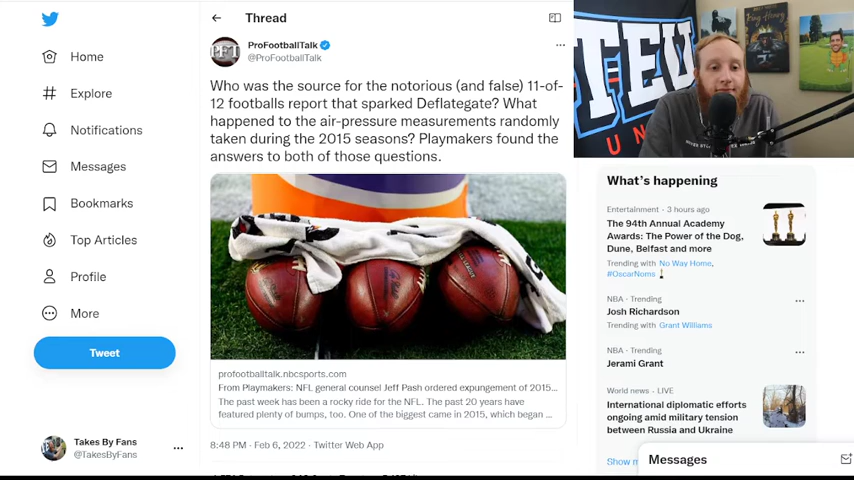 Thread
ProFootballTalk
@ProFootballTalk
Who was the source for the notorious (and false) 11-of-
12 footballs report that sparked Deflategate? What
happened to the air-pressure measurements randomly
taken during the 2015 seasons? Playmakers found the
answers to both of those questions.
profootballtalk.nbcsports.com
From Playmakers: NFL general counsel Jeff Pash ordered expungement of 2015...
The past week has been a rocky ride for the NFL. The past 20 years have
featured plenty of bumps, too. One of the biggest came in 2015, which began ...
8:48 PM · Feb 6, 2022 · Twitter Web App
Home
Explore
Notifications
Messages
Bookmarks
Top Articles
Profile
More
Tweet
Takes By Fans
@TakesByFans
TEU
UN
What's happening
Entertainment · 3 hours ago
The 94th Annual Academy
Awards: The Power of the Dog,
Dune, Belfast and more
Trending with No Way Home,
#OscarNoms
NBA · Trending
Josh Richardson
Trending with Grant Williams
NBA · Trending
Jerami Grant
World news · LIVE
International diplomatic efforts
ongoing amid military tension
between Russia and Ukraine
Show m
Messages